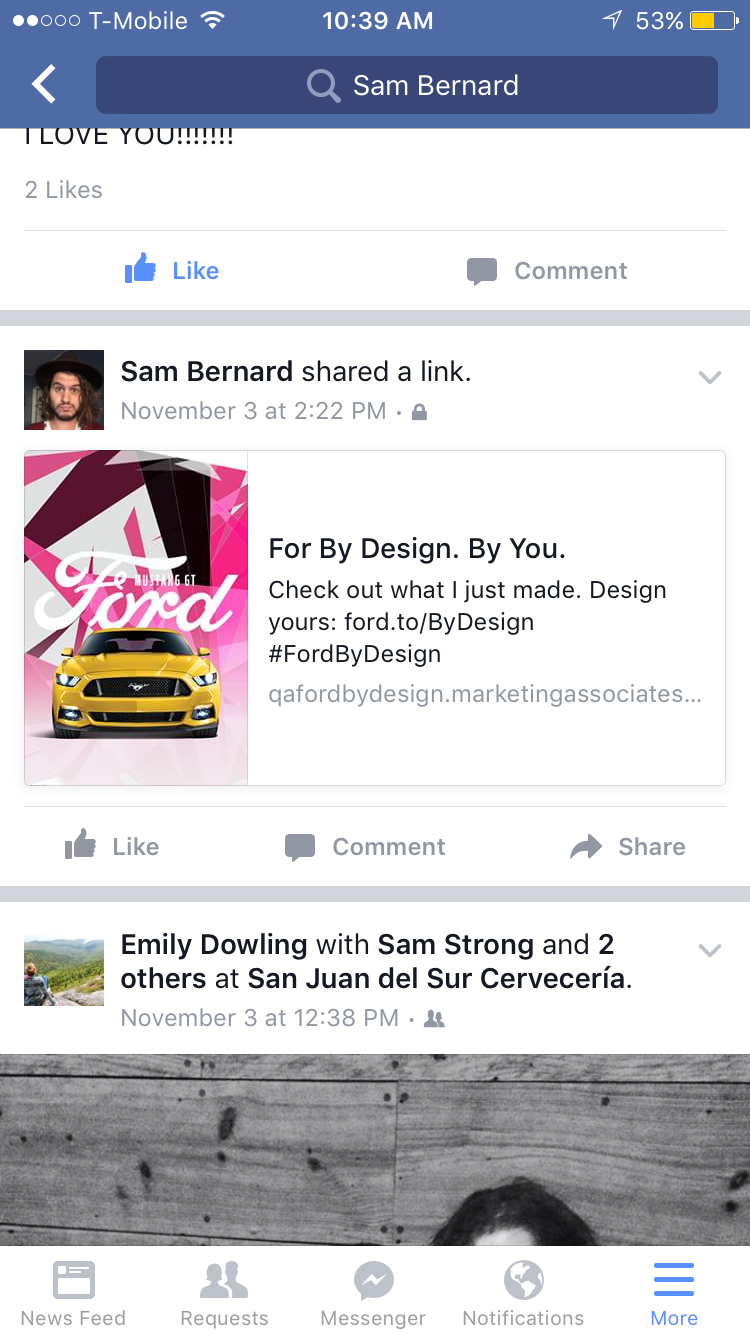 T-Mobile 10:39 AM 53%
Sam Bernard
I LOVE YOU!!!!!!!
2 Likes
Like Comment
Sam Bernard shared a link.
November 3 at 2:22 PM ·
MUSTANG GT
Ford
For By Design. By You.
Check out what I just made. Design
yours: ford.to/ByDesign
#FordByDesign
qafordbydesign.marketingassociates...
Like Comment Share
Emily Dowling with Sam Strong and 2
others at San Juan del Sur Cervecería.
November 3 at 12:38 PM ·
News Feed Requests Messenger Notifications More